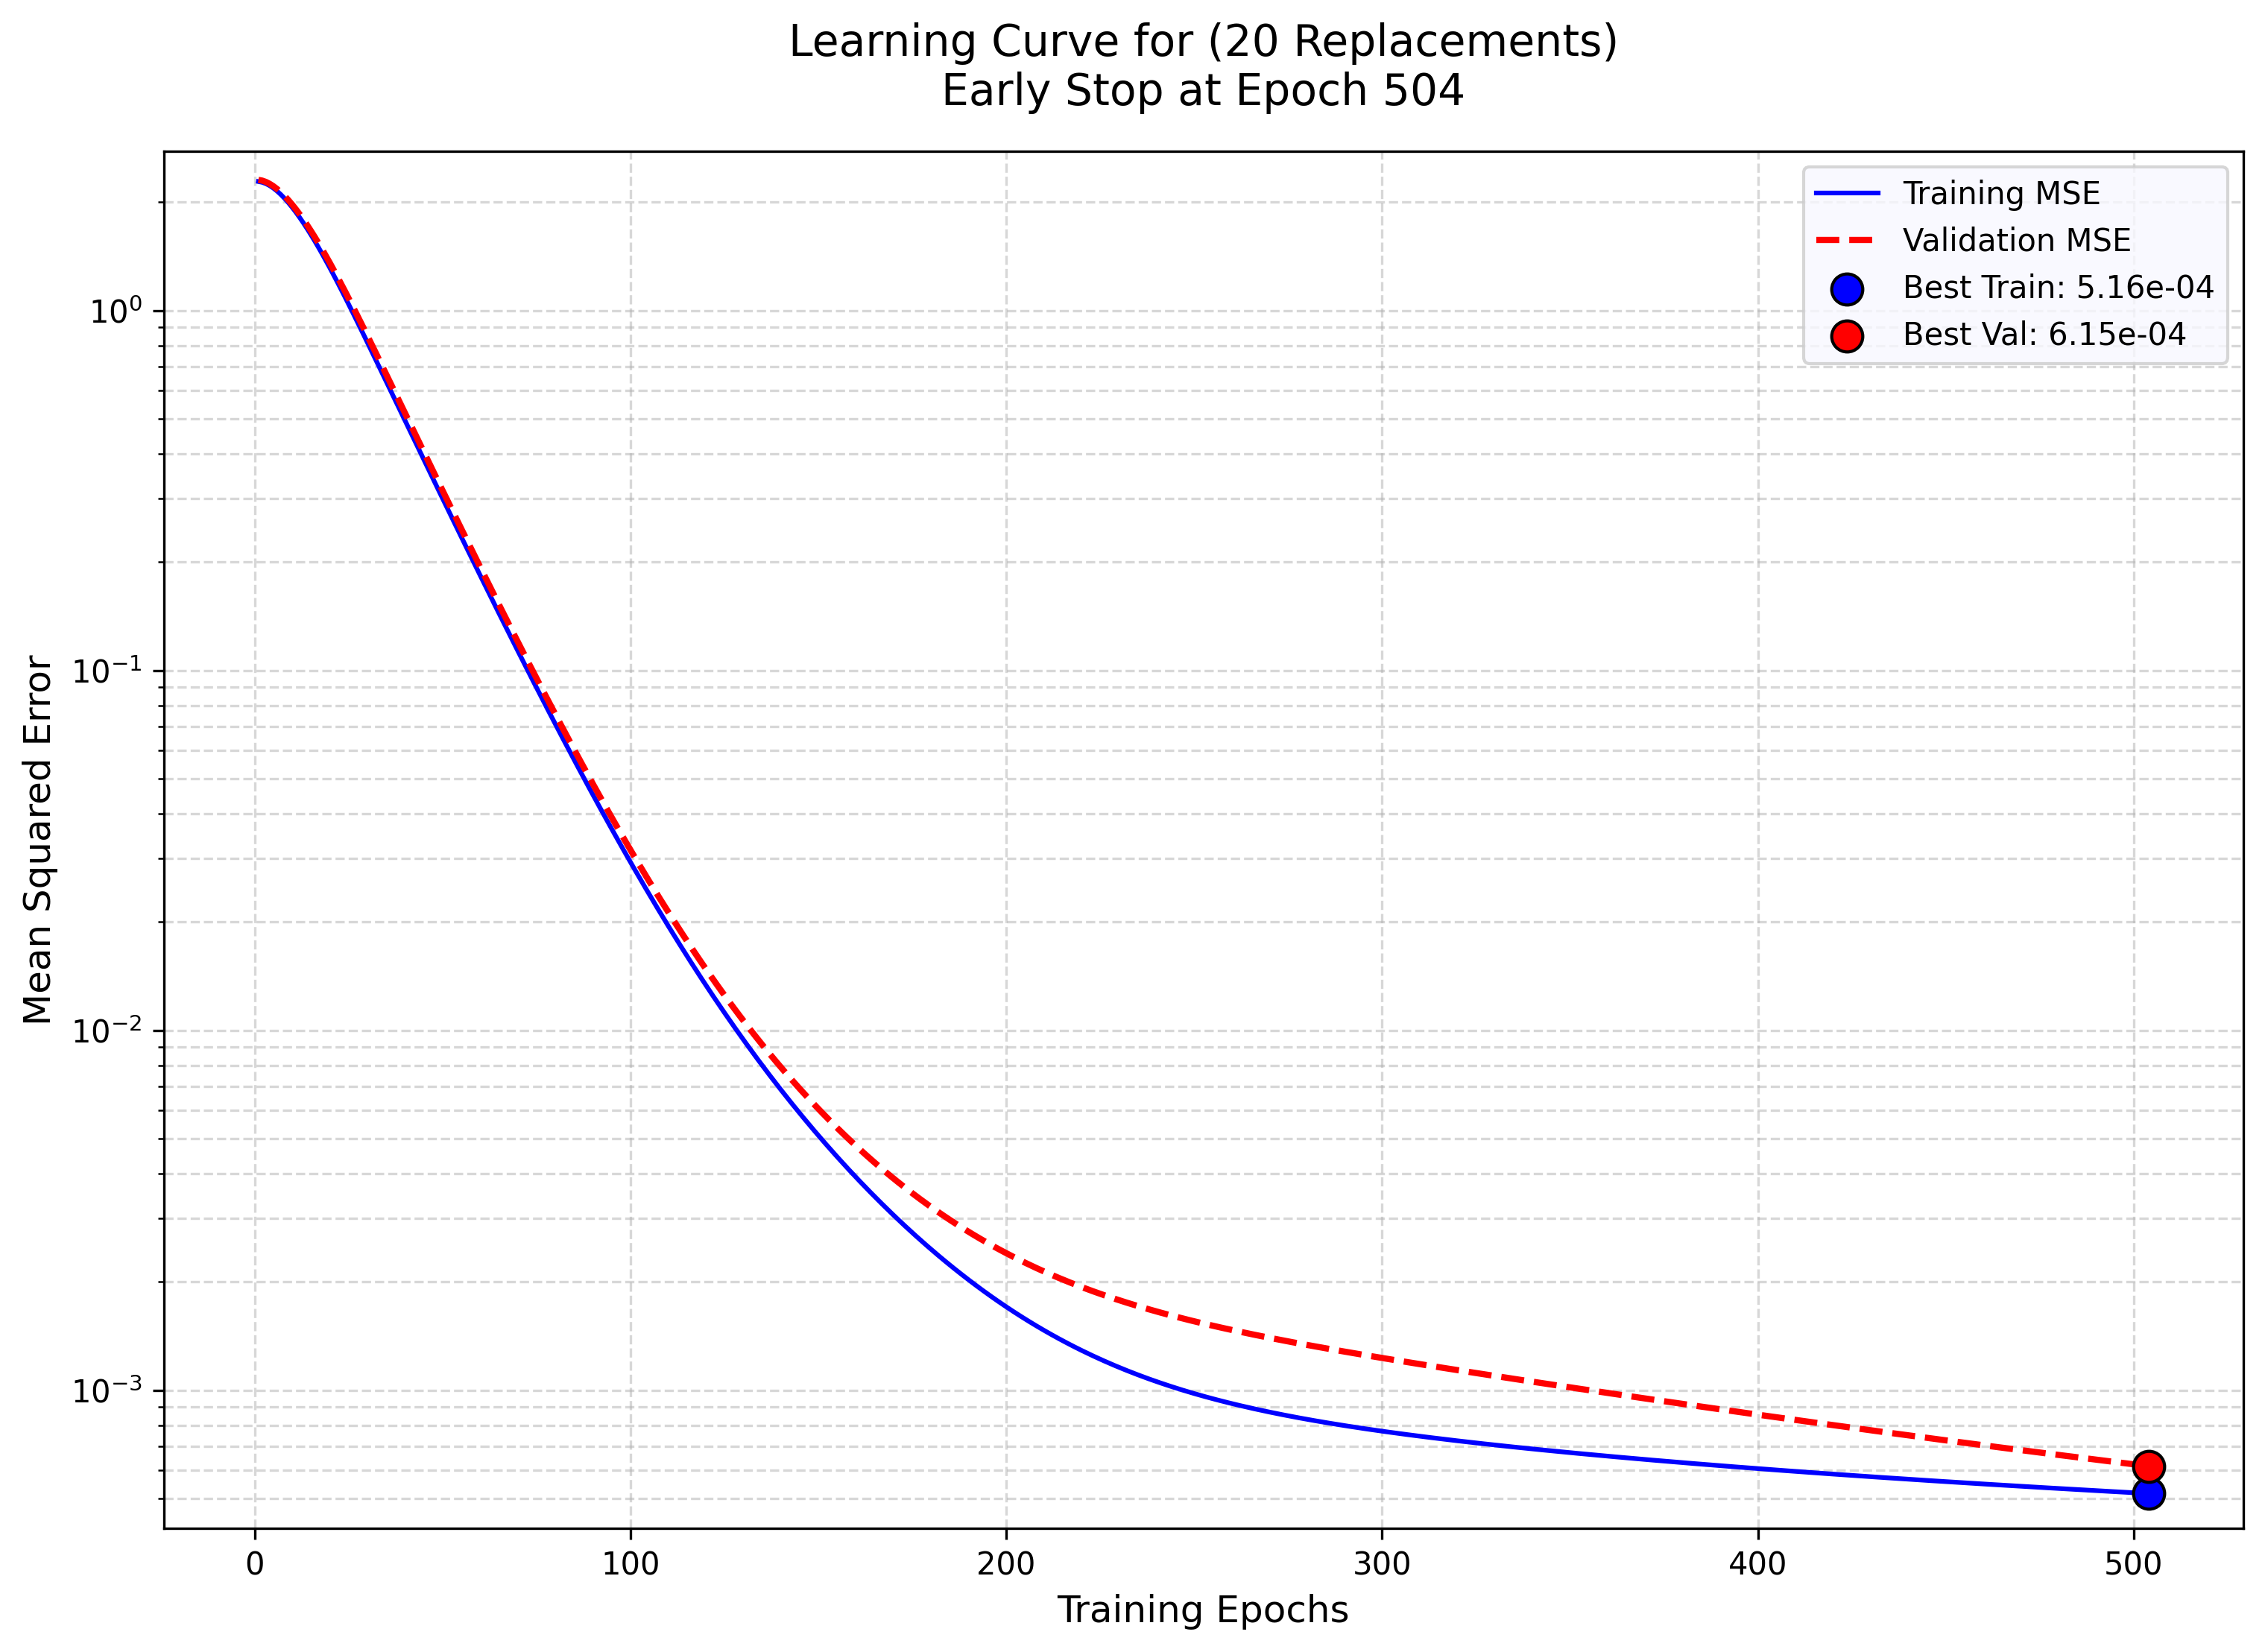 Learning Curve for (20 Replacements)
Early Stop at Epoch 504
Training MSE
Validation MSE
Best Train: 5.16e-04
Best Val: 6.15e-04
Mean Squared Error
10⁰
10⁻¹
10⁻²
10⁻³
0 100 200 300 400 500
Training Epochs